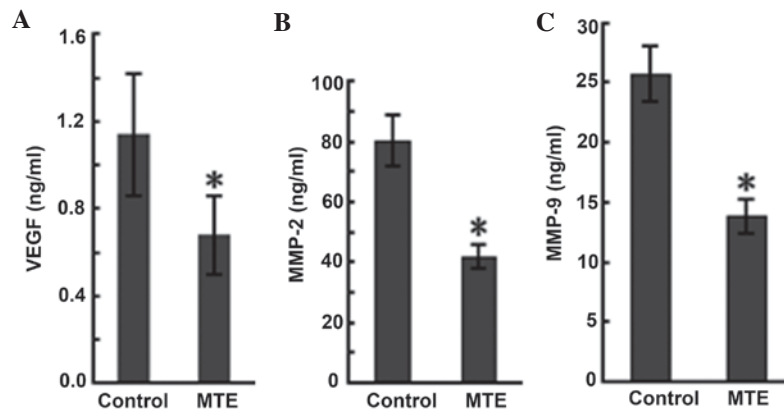 A
VEGF (ng/ml)
1.6
1.2
0.8
0.4
0.0
*
Control MTE
B
MMP-2 (ng/ml)
100
80
60
40
20
0
*
Control MTE
C
MMP-9 (ng/ml)
30
25
20
15
10
5
0
*
Control MTE